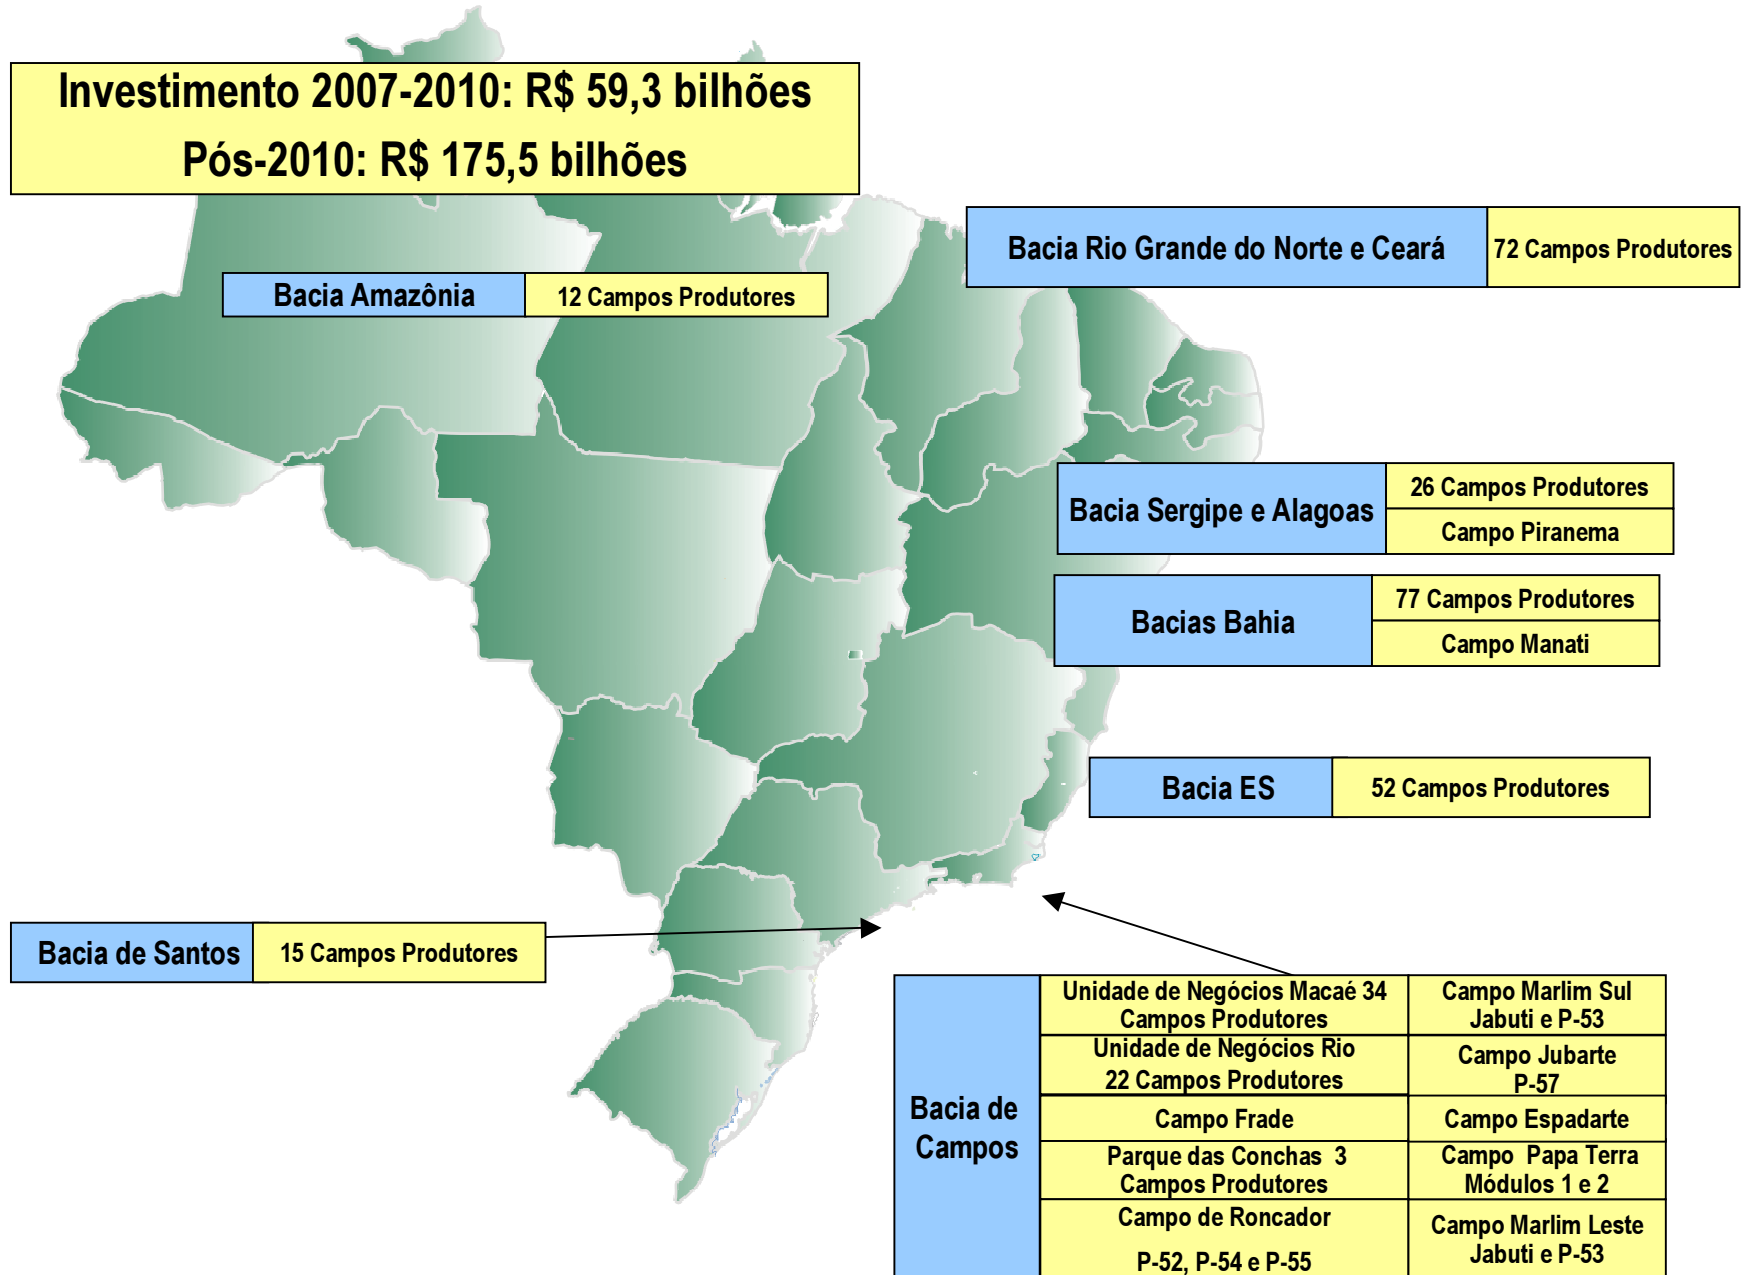 Investimento 2007-2010: R$ 59,3 bilhões
Pós-2010: R$ 175,5 bilhões
Bacia Rio Grande do Norte e Ceará
72 Campos Produtores
Bacia Amazônia
12 Campos Produtores
Bacia Sergipe e Alagoas
26 Campos Produtores
Campo Piranema
Bacias Bahia
77 Campos Produtores
Campo Manati
Bacia ES
52 Campos Produtores
Bacia de Santos
15 Campos Produtores
Bacia de
Campos
Unidade de Negócios Macaé 34
Campos Produtores
Campo Marlim Sul
Jabuti e P-53
Unidade de Negócios Rio
22 Campos Produtores
Campo Jubarte
P-57
Campo Frade
Campo Espadarte
Parque das Conchas 3
Campos Produtores
Campo Papa Terra
Módulos 1 e 2
Campo de Roncador
P-52, P-54 e P-55
Campo Marlim Leste
Jabuti e P-53